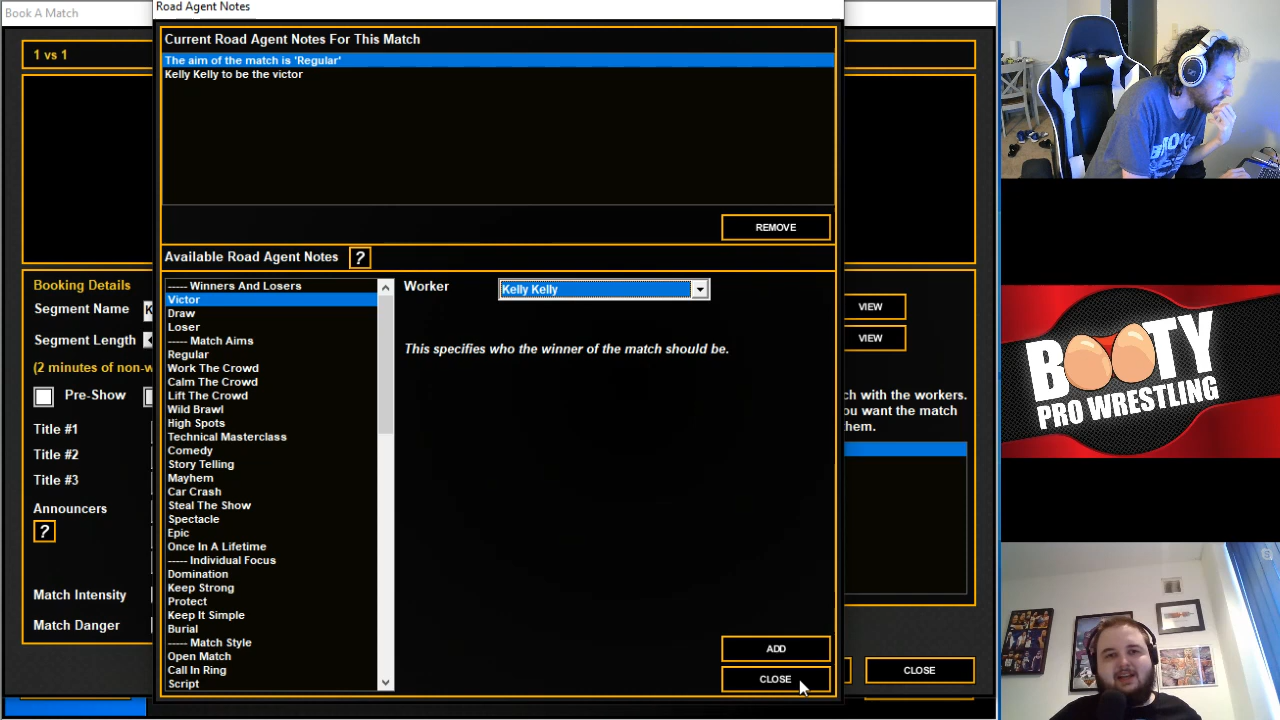 Book A Match
Road Agent Notes
1 vs 1
Current Road Agent Notes For This Match
The aim of the match is 'Regular'
Kelly Kelly to be the victor
REMOVE
Available Road Agent Notes ?
----- Winners And Losers
Victor
Draw
Loser
----- Match Aims
Regular
Work The Crowd
Calm The Crowd
Lift The Crowd
Wild Brawl
High Spots
Technical Masterclass
Comedy
Story Telling
Mayhem
Car Crash
Steal The Show
Spectacle
Epic
Once In A Lifetime
----- Individual Focus
Domination
Keep Strong
Protect
Keep It Simple
Burial
----- Match Style
Open Match
Call In Ring
Script
Worker
Kelly Kelly
This specifies who the winner of the match should be.
ADD
CLOSE
Booking Details
Segment Name K
Segment Length
(2 minutes of non-w
Pre-Show
Title #1
Title #2
Title #3
Announcers
?
Match Intensity
Match Danger
VIEW
VIEW
ch with the workers.
ou want the match
hem.
CLOSE
BOOTY
PRO WRESTLING